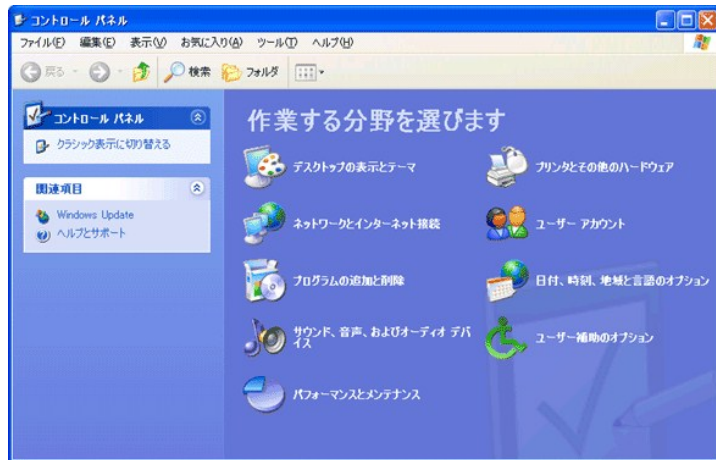 コントロール パネル
ファイル(F) 編集(E) 表示(V) お気に入り(A) ツール(T) ヘルプ(H)
戻る 検索 フォルダ
コントロール パネル
クラシック表示に切り替える
関連項目
Windows Update
ヘルプとサポート
作業する分野を選びます
デスクトップの表示とテーマ
プリンタとその他のハードウェア
ネットワークとインターネット接続
ユーザー アカウント
プログラムの追加と削除
日付、時刻、地域と言語のオプション
サウンド、音声、およびオーディオ デバ
イス
ユーザー補助のオプション
パフォーマンスとメンテナンス